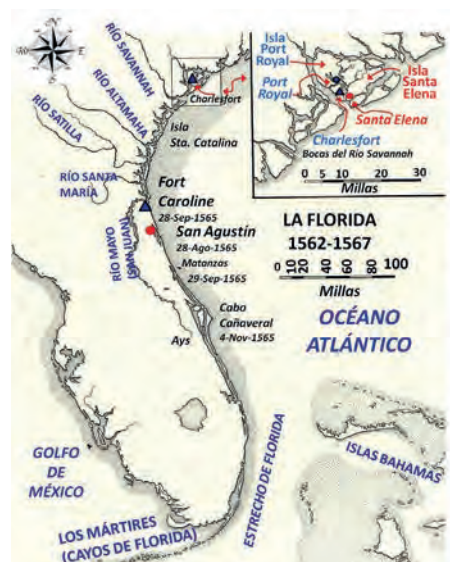 RÍO SAVANNAH
RÍO ALTAMAHA
RÍO SATILLA
RÍO SANTA
MARÍA
RÍO MAYO
(SAN JUAN)
Charlesfort
Isla
Sta. Catalina
Fort
Caroline
28-Sep-1565
San Agustín
28-Ago-1565
Matanzas
29-Sep-1565
Cabo
Cañaveral
4-Nov-1565
Ays
Isla
Port
Royal
Port
Royal
Isla
Santa
Elena
Santa Elena
Charlesfort
Bocas del Río Savannah
0 10 20 30
Millas
LA FLORIDA
1562-1567
0 10 20 40 60 100
Millas
OCÉANO
ATLÁNTICO
ISLAS BAHAMAS
ESTRECHO DE FLORIDA
GOLFO
DE
MÉXICO
LOS MÁRTIRES
(CAYOS DE FLORIDA)